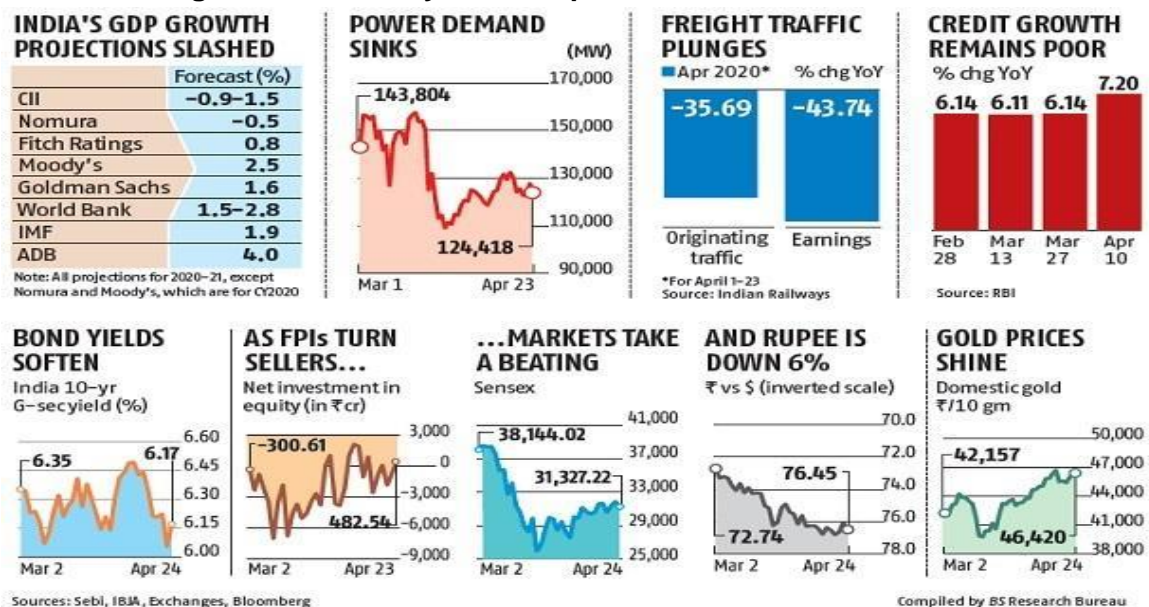 INDIA'S GDP GROWTH
PROJECTIONS SLASHED
Forecast (%)
CII −0.9–1.5
Nomura −0.5
Fitch Ratings 0.8
Moody's 2.5
Goldman Sachs 1.6
World Bank 1.5–2.8
IMF 1.9
ADB 4.0
Note: All projections for 2020–21, except
Nomura and Moody's, which are for CY2020
POWER DEMAND
SINKS
(MW)
170,000
143,804
150,000
130,000
110,000
124,418
90,000
Mar 1 Apr 23
FREIGHT TRAFFIC
PLUNGES
Apr 2020* % chg YoY
−35.69 −43.74
Originating
traffic
Earnings
*For April 1–23
Source: Indian Railways
CREDIT GROWTH
REMAINS POOR
% chg YoY
6.14 6.11 6.14 7.20
Feb Mar Mar Apr
28 13 27 10
Source: RBI
BOND YIELDS
SOFTEN
India 10–yr
G–sec yield (%)
6.60
6.35 6.17
6.45
6.30
6.15
6.00
Mar 2 Apr 24
AS FPIs TURN
SELLERS...
Net investment in
equity (in ₹cr)
3,000
−300.61
0
−3,000
482.54
−6,000
−9,000
Mar 2 Apr 23
...MARKETS TAKE
A BEATING
Sensex
41,000
38,144.02
37,000
31,327.22
33,000
29,000
25,000
Mar 2 Apr 24
AND RUPEE IS
DOWN 6%
₹ vs $ (inverted scale)
70.0
72.0
76.45
74.0
76.0
72.74
78.0
Mar 2 Apr 24
GOLD PRICES
SHINE
Domestic gold
₹/10 gm
50,000
42,157
47,000
44,000
41,000
46,420
38,000
Mar 2 Apr 24
Sources: Sebi, IBJA, Exchanges, Bloomberg
Compiled by BS Research Bureau